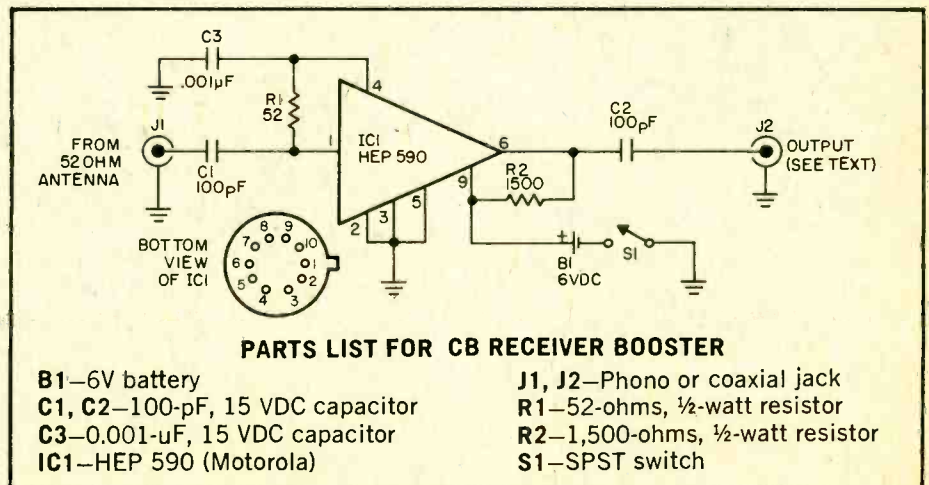 C3
.001µF
4
R1
52
J1
FROM
52 OHM
ANTENNA
C1
100pF
1
IC1
HEP 590
6
9
R2
1500
C2
100pF
J2
OUTPUT
(SEE TEXT)
2
3
5
BOTTOM
VIEW
OF IC1
8 9
7 10
6 1
5 2
4 3
+
B1
6VDC
S1
PARTS LIST FOR CB RECEIVER BOOSTER
B1—6V battery
C1, C2—100-pF, 15 VDC capacitor
C3—0.001-uF, 15 VDC capacitor
IC1—HEP 590 (Motorola)
J1, J2—Phono or coaxial jack
R1—52-ohms, ½-watt resistor
R2—1,500-ohms, ½-watt resistor
S1—SPST switch